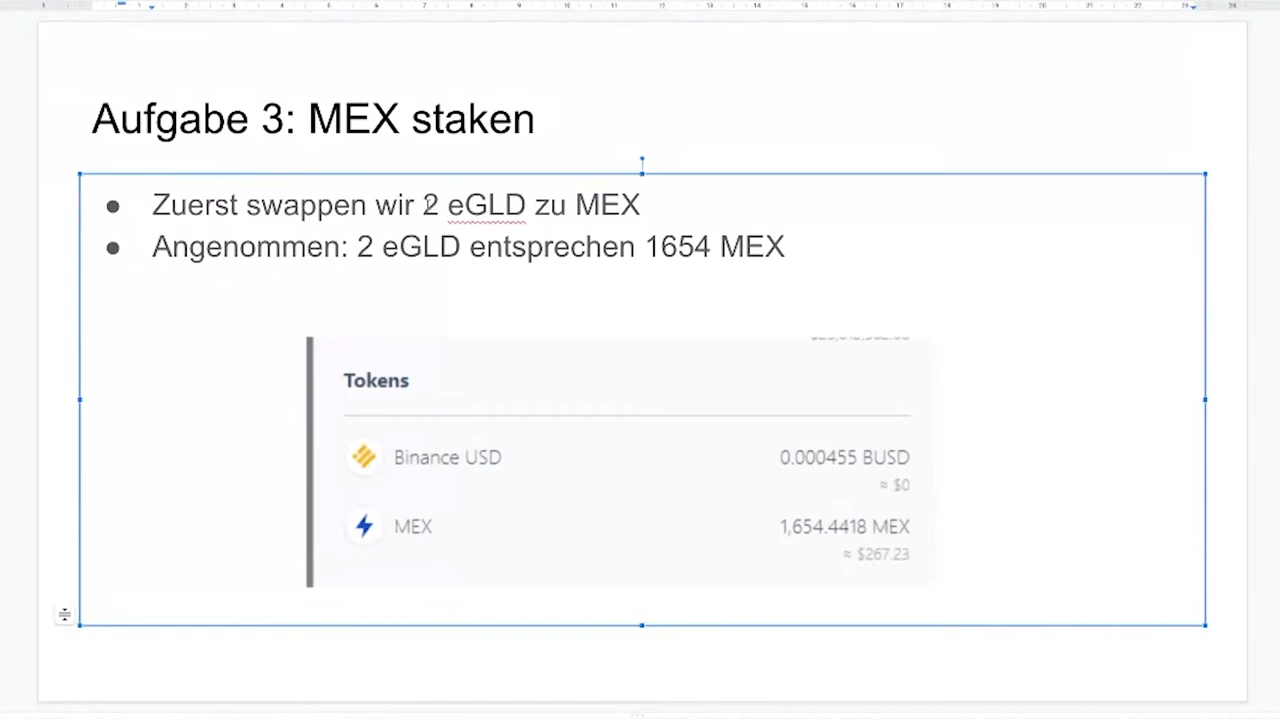 Aufgabe 3: MEX staken
● Zuerst swappen wir 2 eGLD zu MEX
● Angenommen: 2 eGLD entsprechen 1654 MEX
Tokens
Binance USD 0.000455 BUSD
≈ $0
MEX 1,654.4418 MEX
≈ $267.23